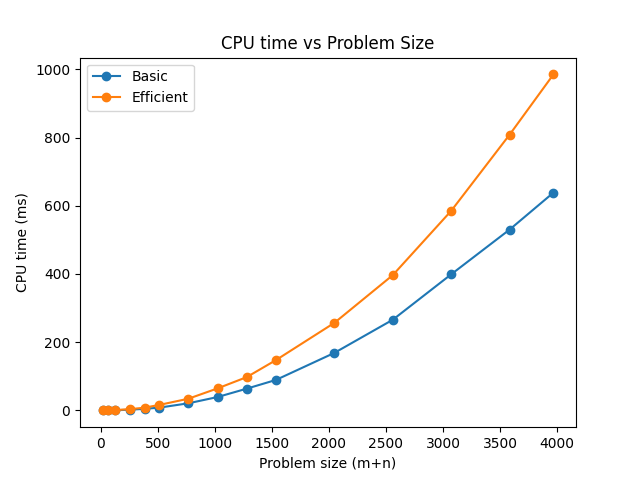 CPU time vs Problem Size
Basic
Efficient
1000
800
600
400
200
0
CPU time (ms)
0 500 1000 1500 2000 2500 3000 3500 4000
Problem size (m+n)